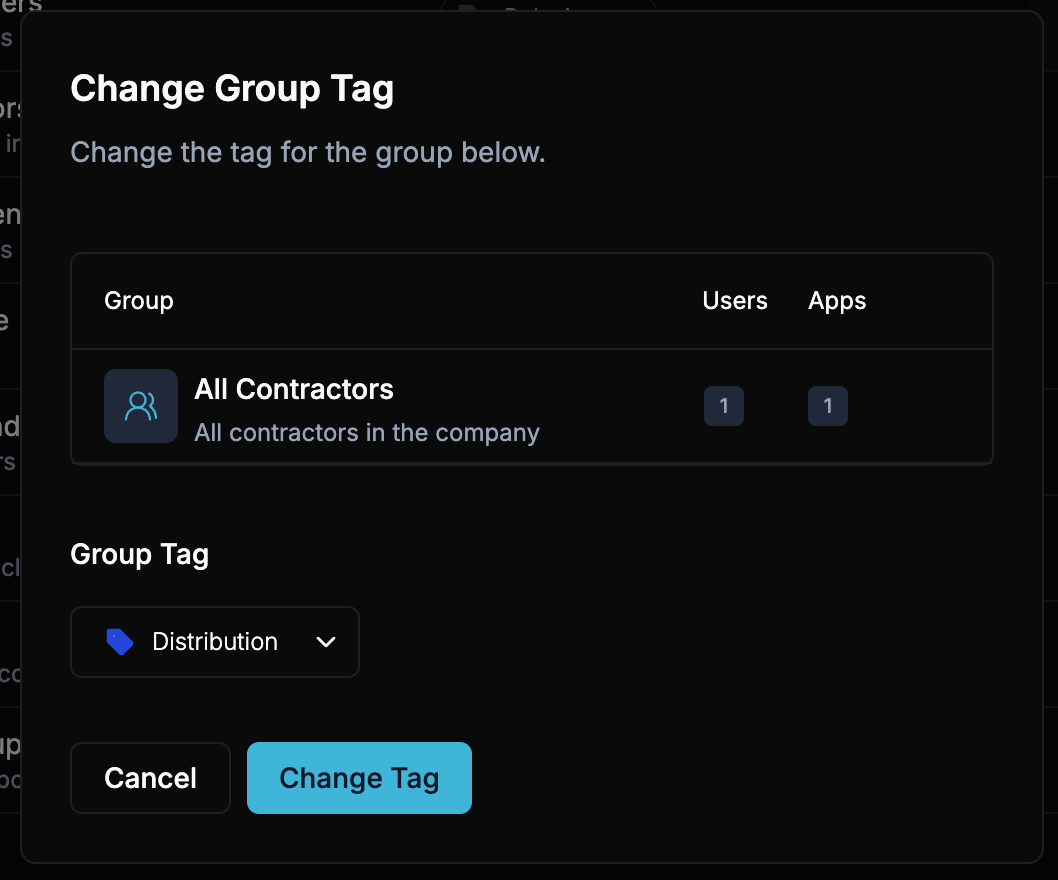 Change Group Tag
Change the tag for the group below.
Group Users Apps
All Contractors
All contractors in the company
1 1
Group Tag
Distribution
Cancel Change Tag